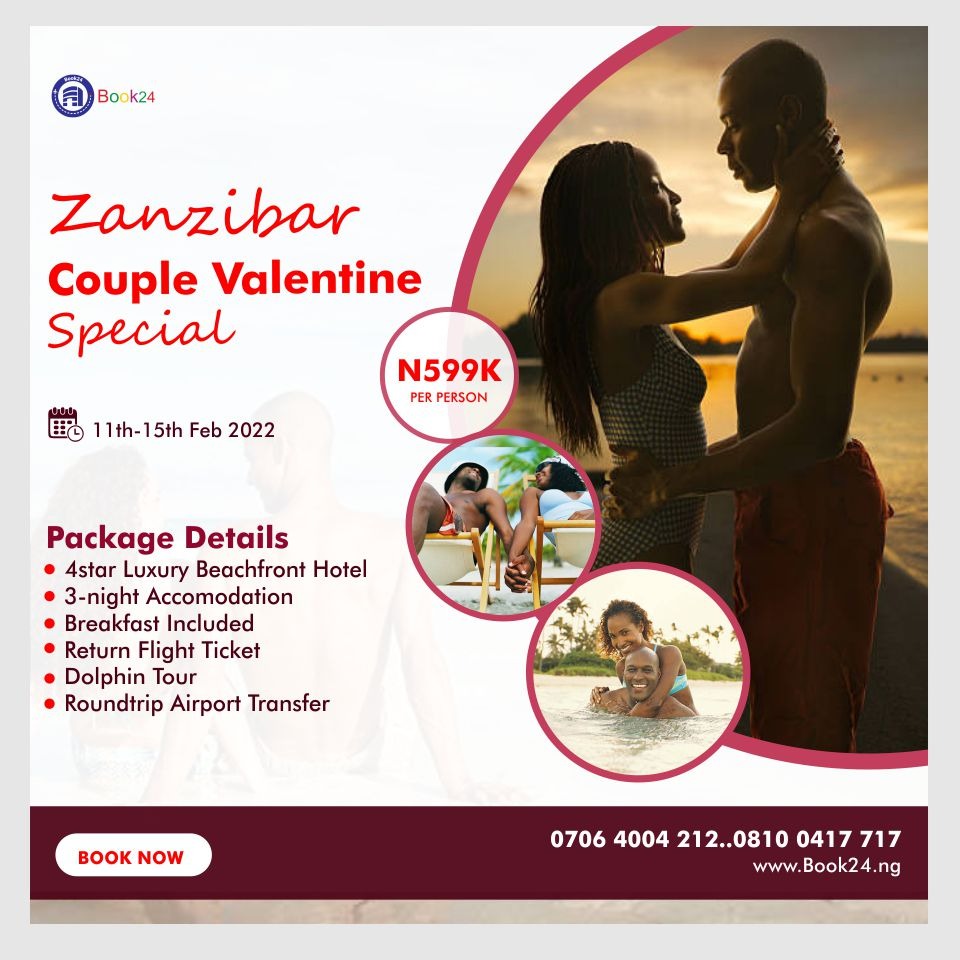 Book24
Book24
Zanzibar
Couple Valentine
Special
N599K
PER PERSON
11th-15th Feb 2022
Package Details
4star Luxury Beachfront Hotel
3-night Accomodation
Breakfast Included
Return Flight Ticket
Dolphin Tour
Roundtrip Airport Transfer
BOOK NOW
0706 4004 212..0810 0417 717
www.Book24.ng